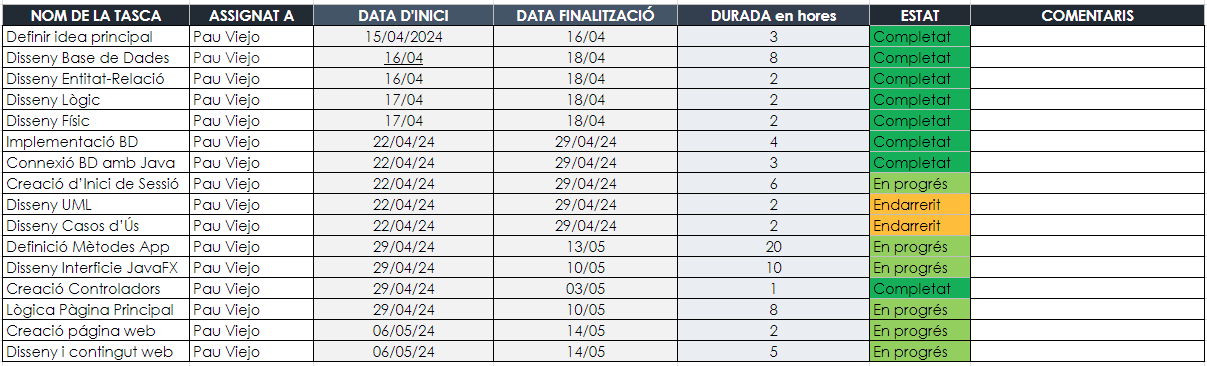 NOM DE LA TASCA ASSIGNAT A DATA D'INICI DATA FINALITZACIÓ DURADA en hores ESTAT COMENTARIS
Definir idea principal Pau Viejo 15/04/2024 16/04 3 Completat
Disseny Base de Dades Pau Viejo 16/04 18/04 8 Completat
Disseny Entitat-Relació Pau Viejo 16/04 18/04 2 Completat
Disseny Lògic Pau Viejo 17/04 18/04 2 Completat
Disseny Físic Pau Viejo 17/04 18/04 2 Completat
Implementació BD Pau Viejo 22/04/24 29/04/24 4 Completat
Connexió BD amb Java Pau Viejo 22/04/24 29/04/24 3 Completat
Creació d'Inici de Sessió Pau Viejo 22/04/24 29/04/24 6 En progrés
Disseny UML Pau Viejo 22/04/24 29/04/24 2 Endarrerit
Disseny Casos d'Ús Pau Viejo 22/04/24 29/04/24 2 Endarrerit
Definició Mètodes App Pau Viejo 29/04/24 13/05 20 En progrés
Disseny Interficie JavaFX Pau Viejo 29/04/24 10/05 10 En progrés
Creació Controladors Pau Viejo 29/04/24 03/05 1 Completat
Lògica Pàgina Principal Pau Viejo 29/04/24 10/05 8 En progrés
Creació página web Pau Viejo 06/05/24 14/05 2 En progrés
Disseny i contingut web Pau Viejo 06/05/24 14/05 5 En progrés